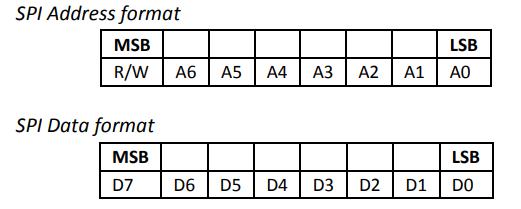 SPI Address format
MSB LSB
R/W A6 A5 A4 A3 A2 A1 A0
SPI Data format
MSB LSB
D7 D6 D5 D4 D3 D2 D1 D0